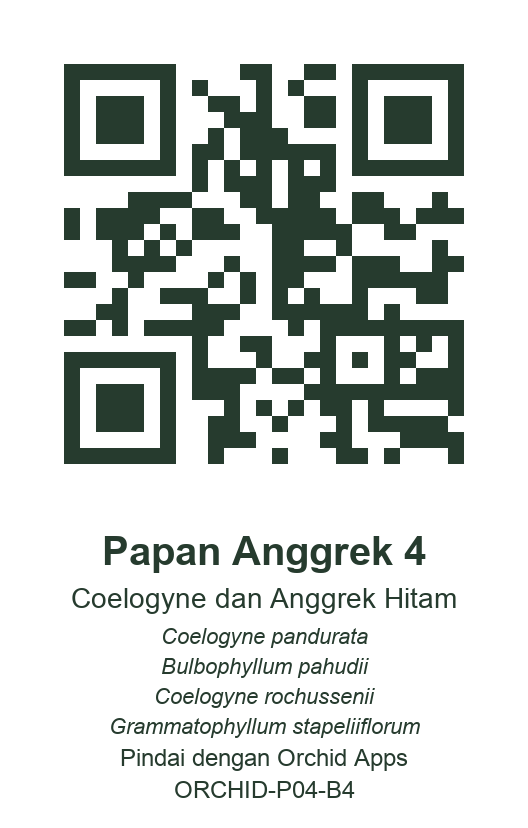 Papan Anggrek 4
Coelogyne dan Anggrek Hitam
Coelogyne pandurata
Bulbophyllum pahudii
Coelogyne rochussenii
Grammatophyllum stapeliiflorum
Pindai dengan Orchid Apps
ORCHID-P04-B4